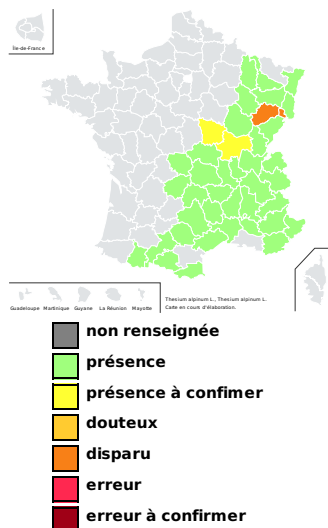 Île-de-France
Guadeloupe Martinique Guyane La Réunion Mayotte
Thesium alpinum L., Thesium alpinum L.
Carte en cours d'élaboration.
non renseignée
présence
présence à confimer
douteux
disparu
erreur
erreur à confirmer